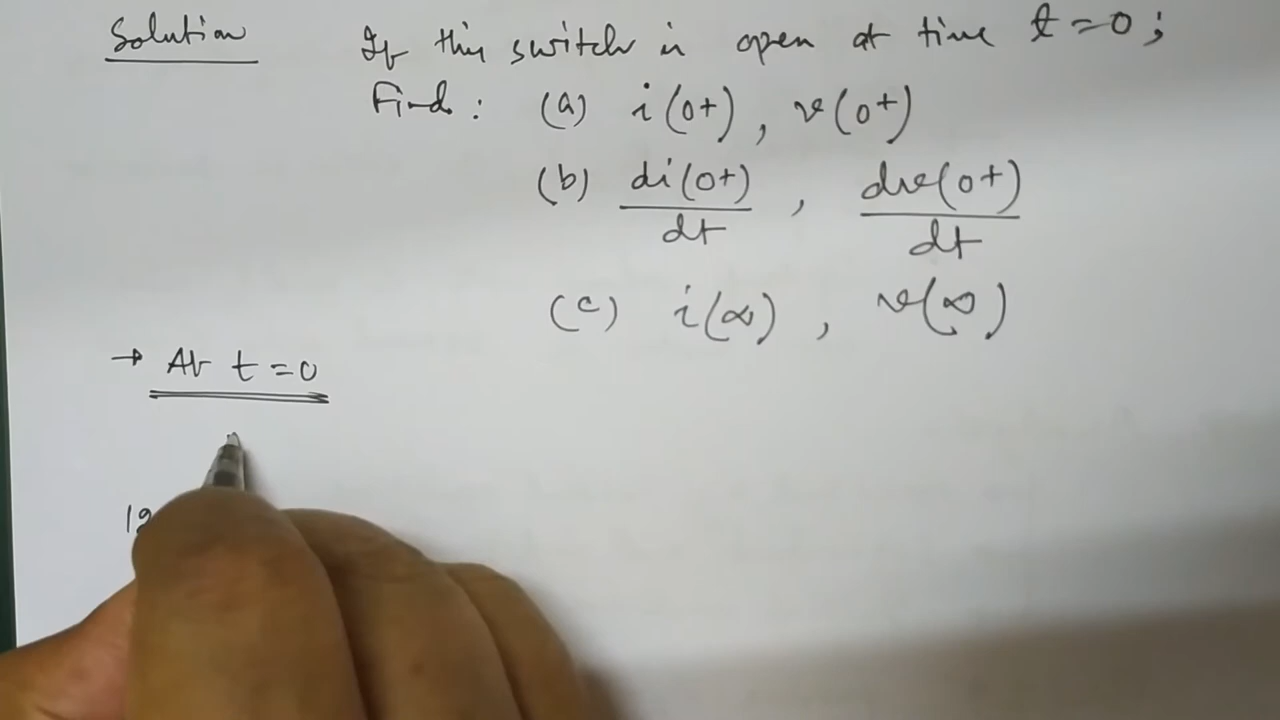 Solution If this switch is open at time t=0;
Find: (a) i(0+), v(0+)
(b) di(0+)/dt, dv(0+)/dt
(c) i(∞), v(∞)
→ At t=0
12